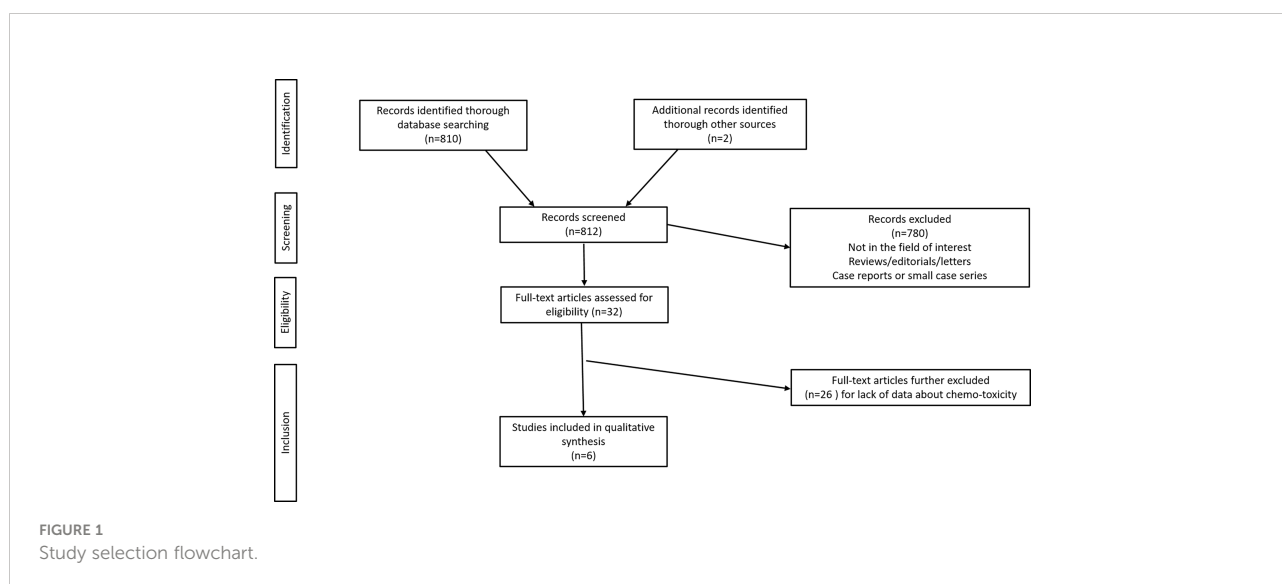 Identification
Records identified thorough
database searching
(n=810)
Additional records identified
thorough other sources
(n=2)
Screening
Records screened
(n=812)
Records excluded
(n=780)
Not in the field of interest
Reviews/editorials/letters
Case reports or small case series
Eligibility
Full-text articles assessed for
eligibility (n=32)
Inclusion
Full-text articles further excluded
(n=26 ) for lack of data about chemo-toxicity
Studies included in qualitative
synthesis
(n=6)
FIGURE 1
Study selection flowchart.